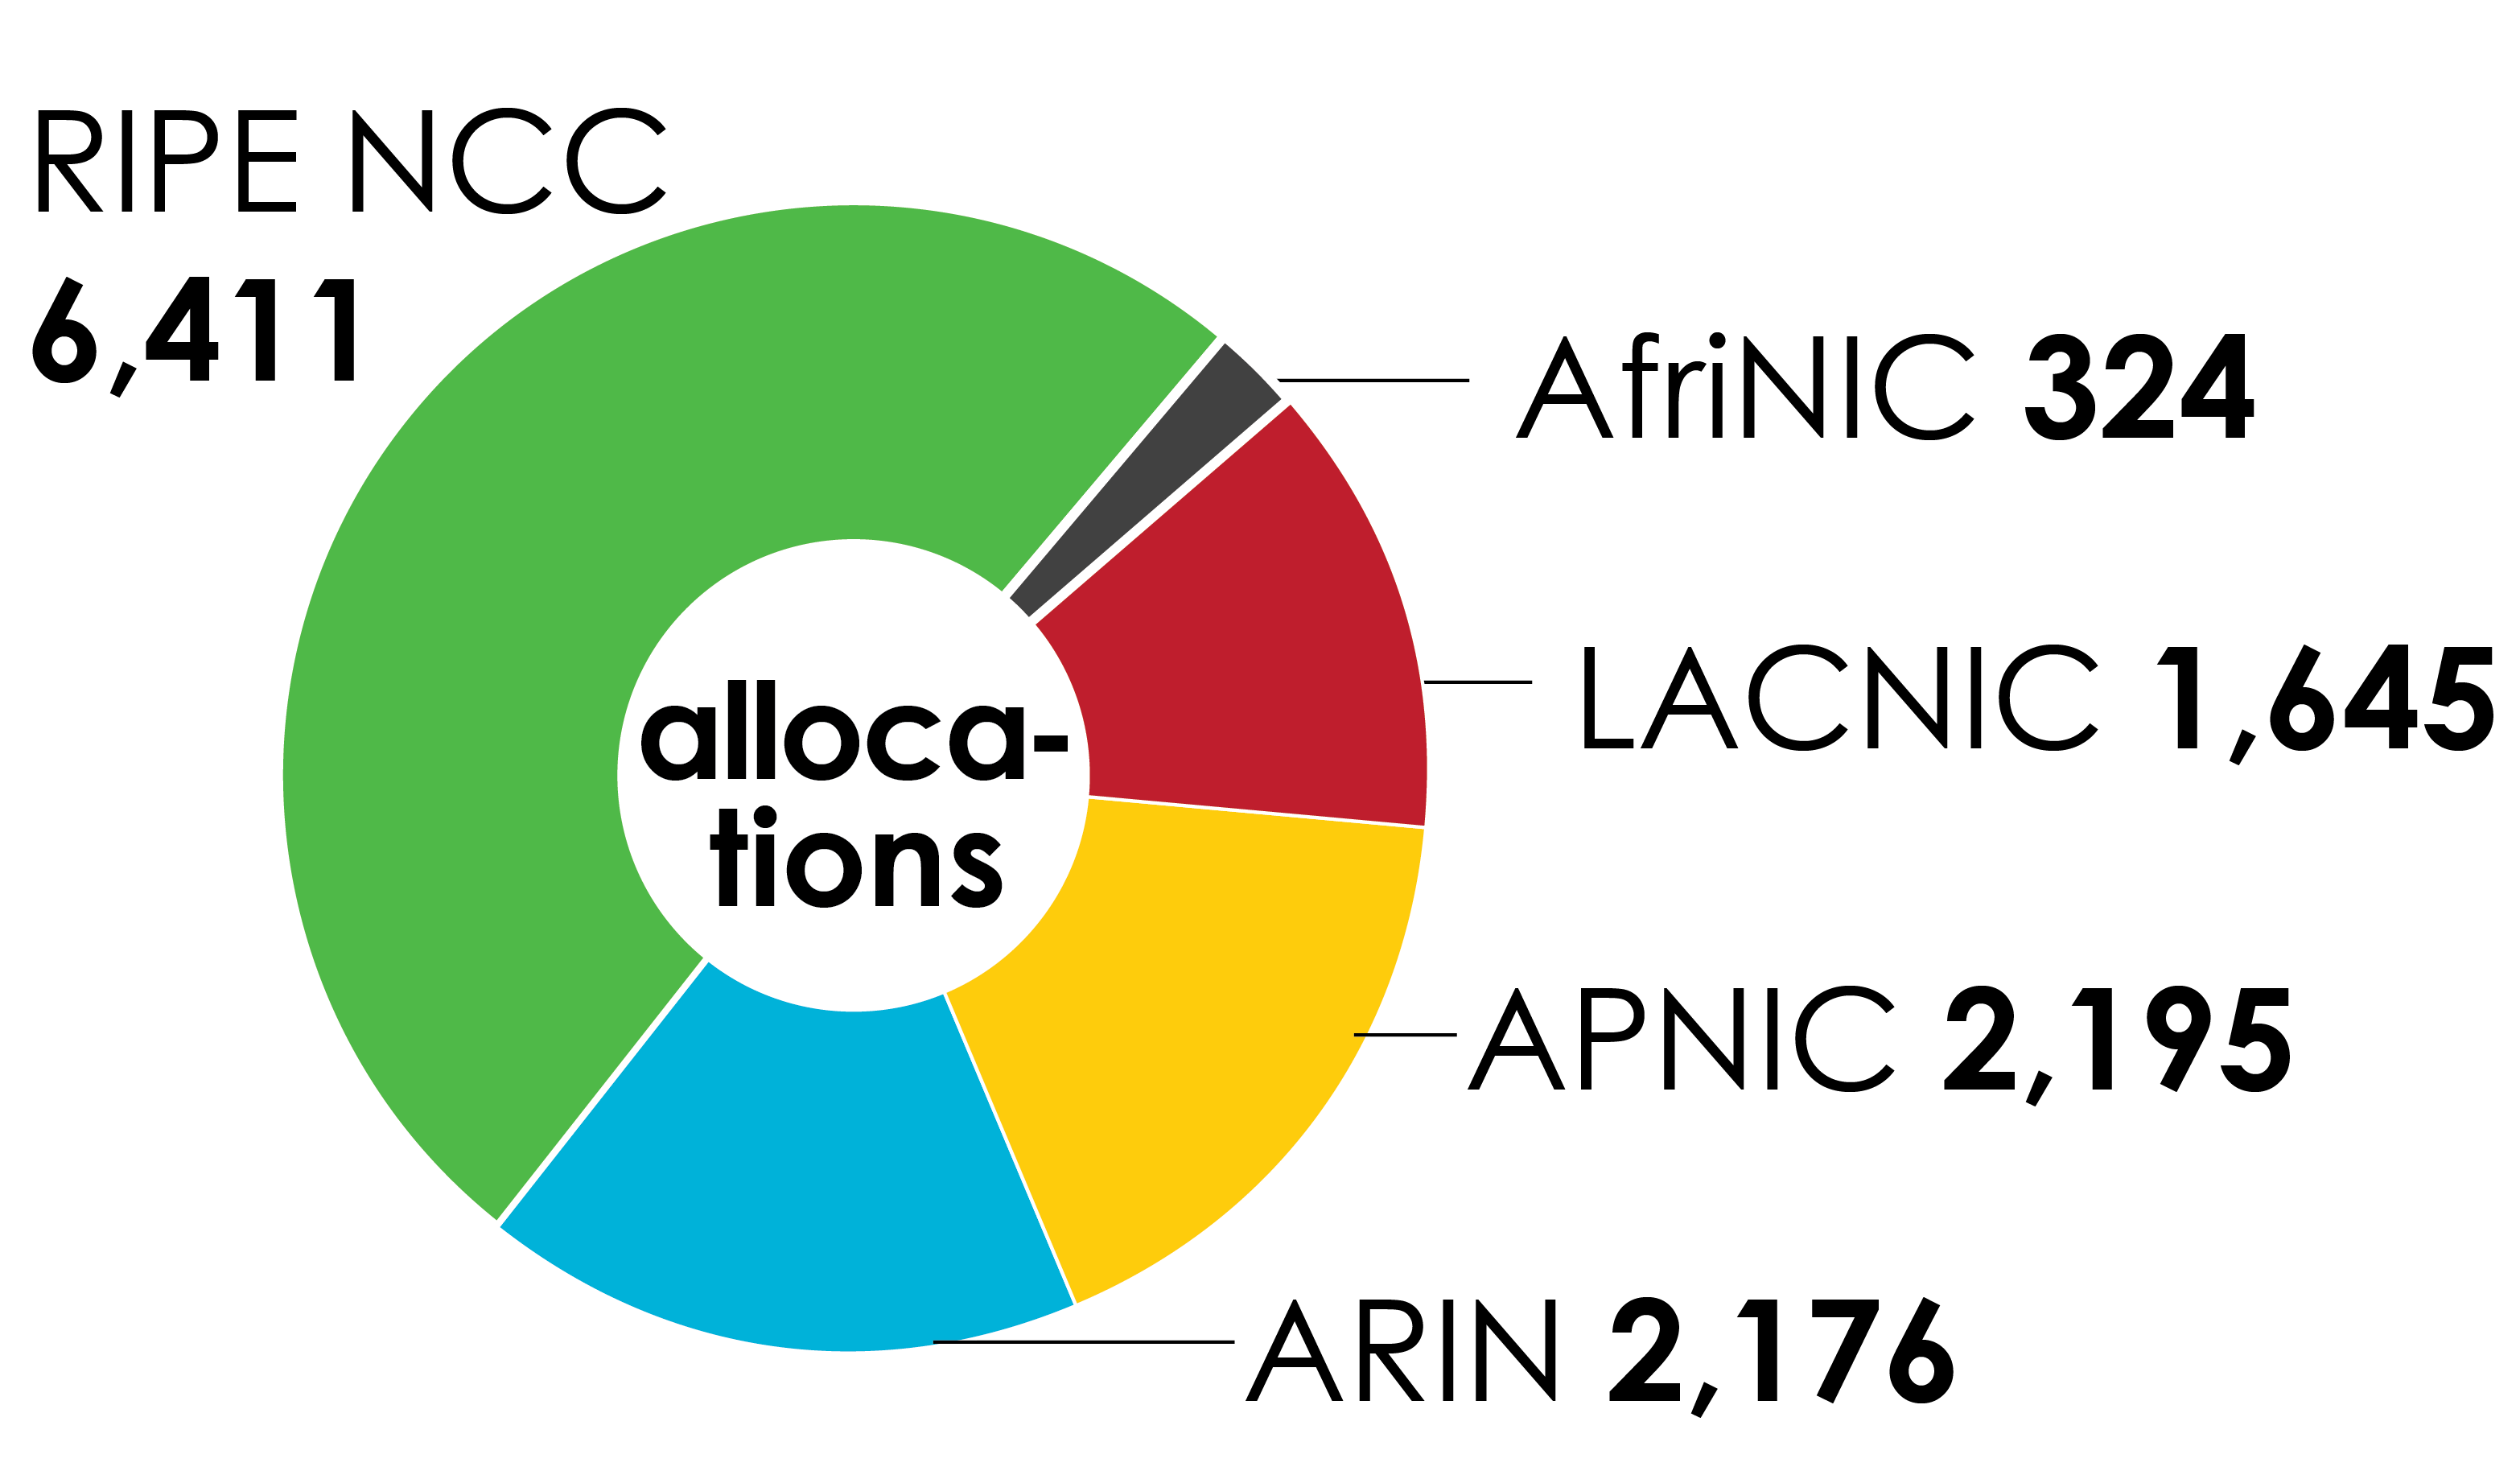 RIPE NCC
6,411
AfriNIC 324
LACNIC 1,645
alloca-
tions
APNIC 2,195
ARIN 2,176